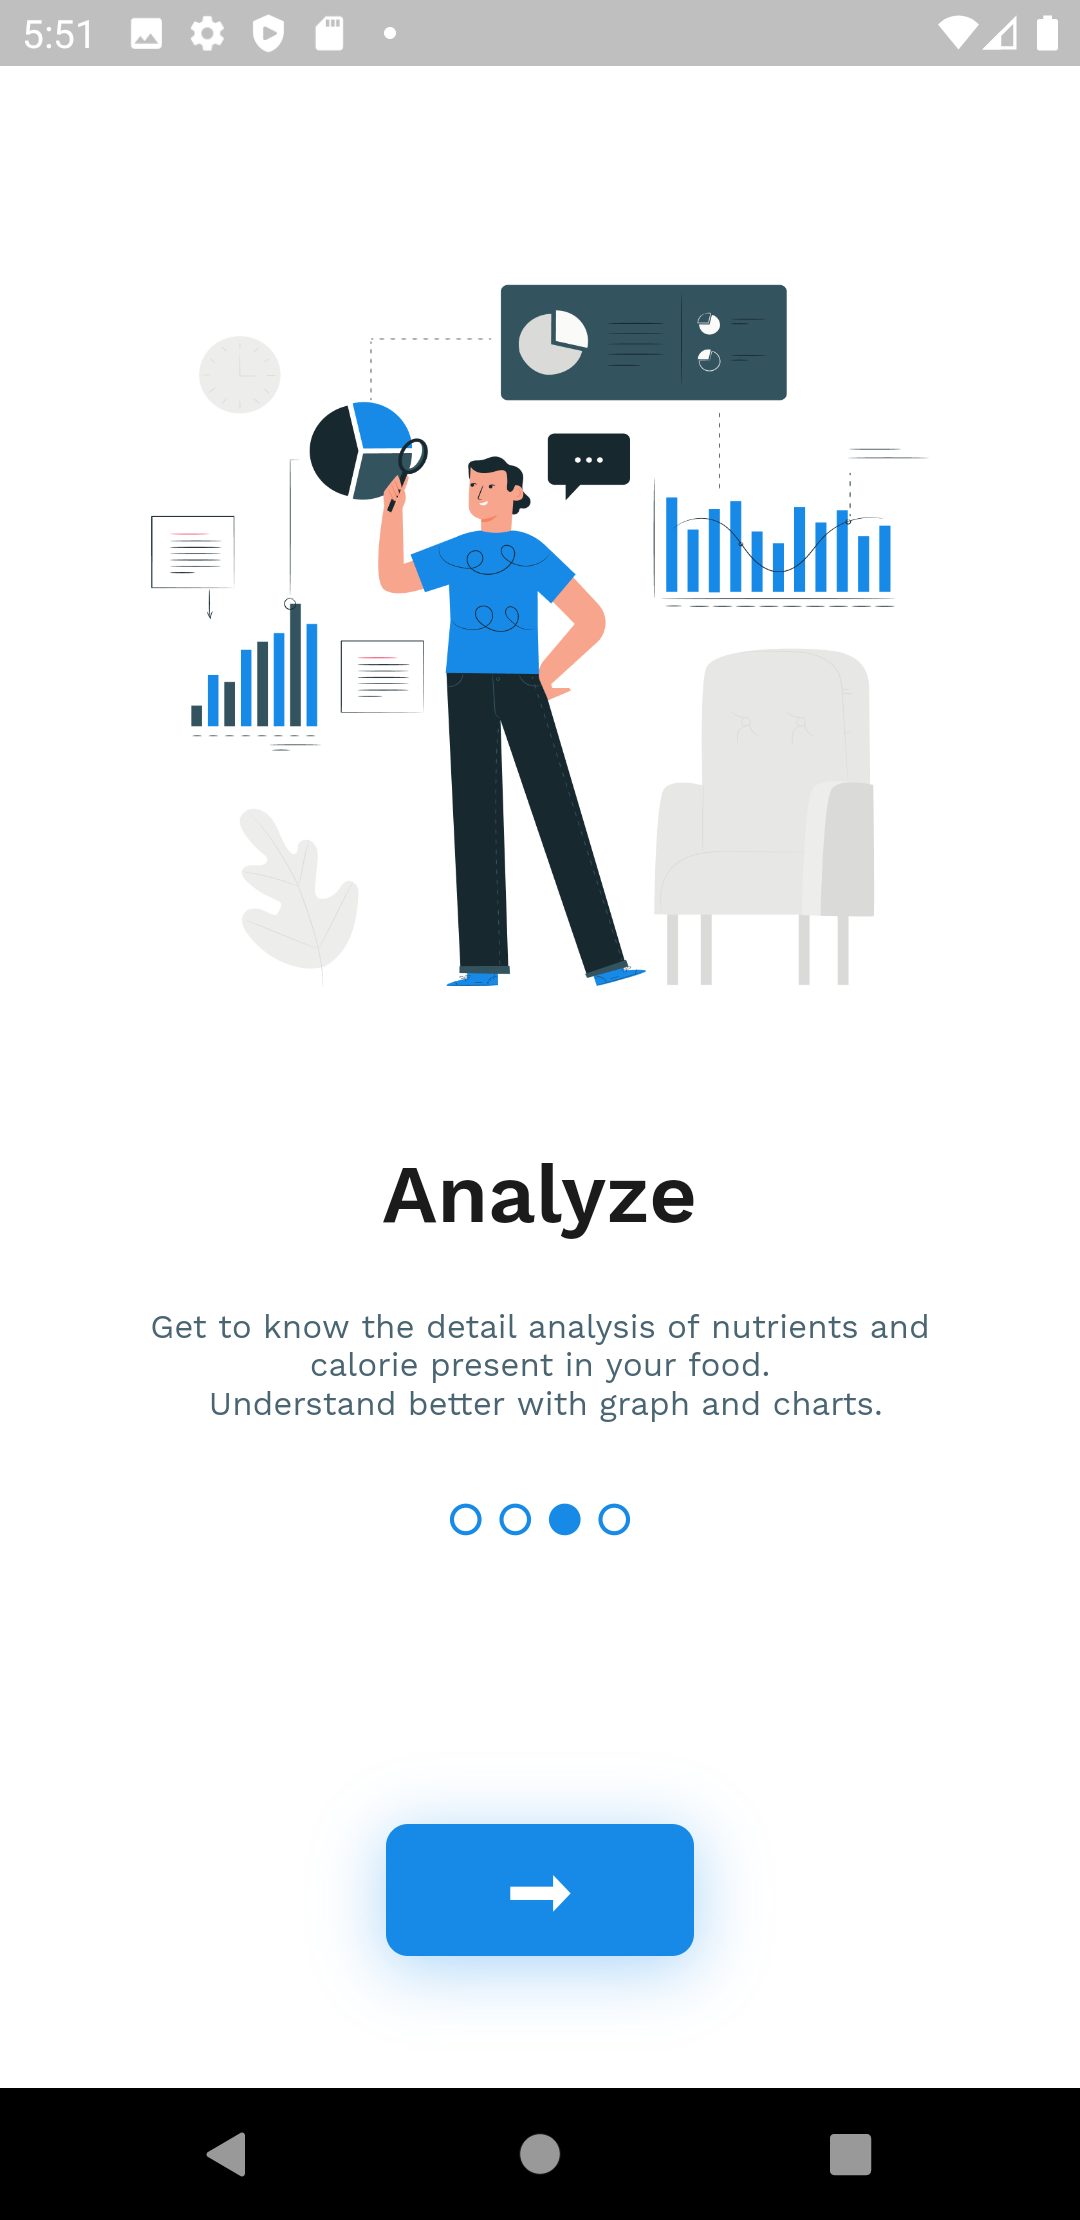 5:51
Analyze
Get to know the detail analysis of nutrients and
calorie present in your food.
Understand better with graph and charts.